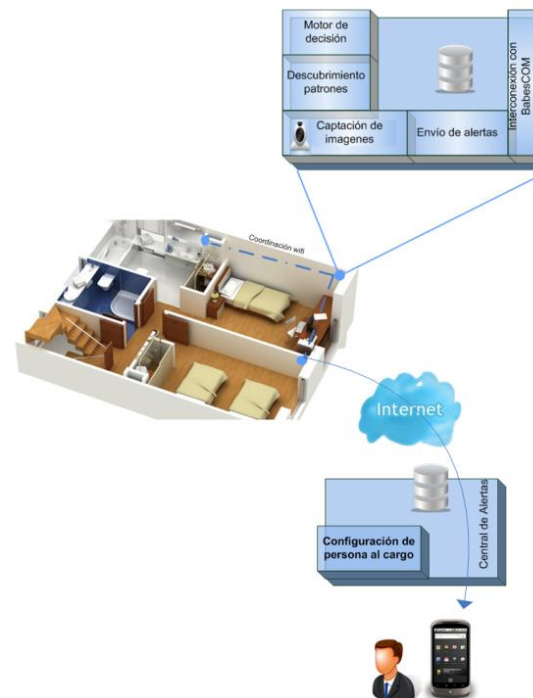 Motor de
decisión
Descubrimiento
patrones
Captación de
imagenes
Envío de alertas
Interconexión con
BabesCOM
Coordinación wifi
Internet
Central de Alertas
Configuración de
persona al cargo